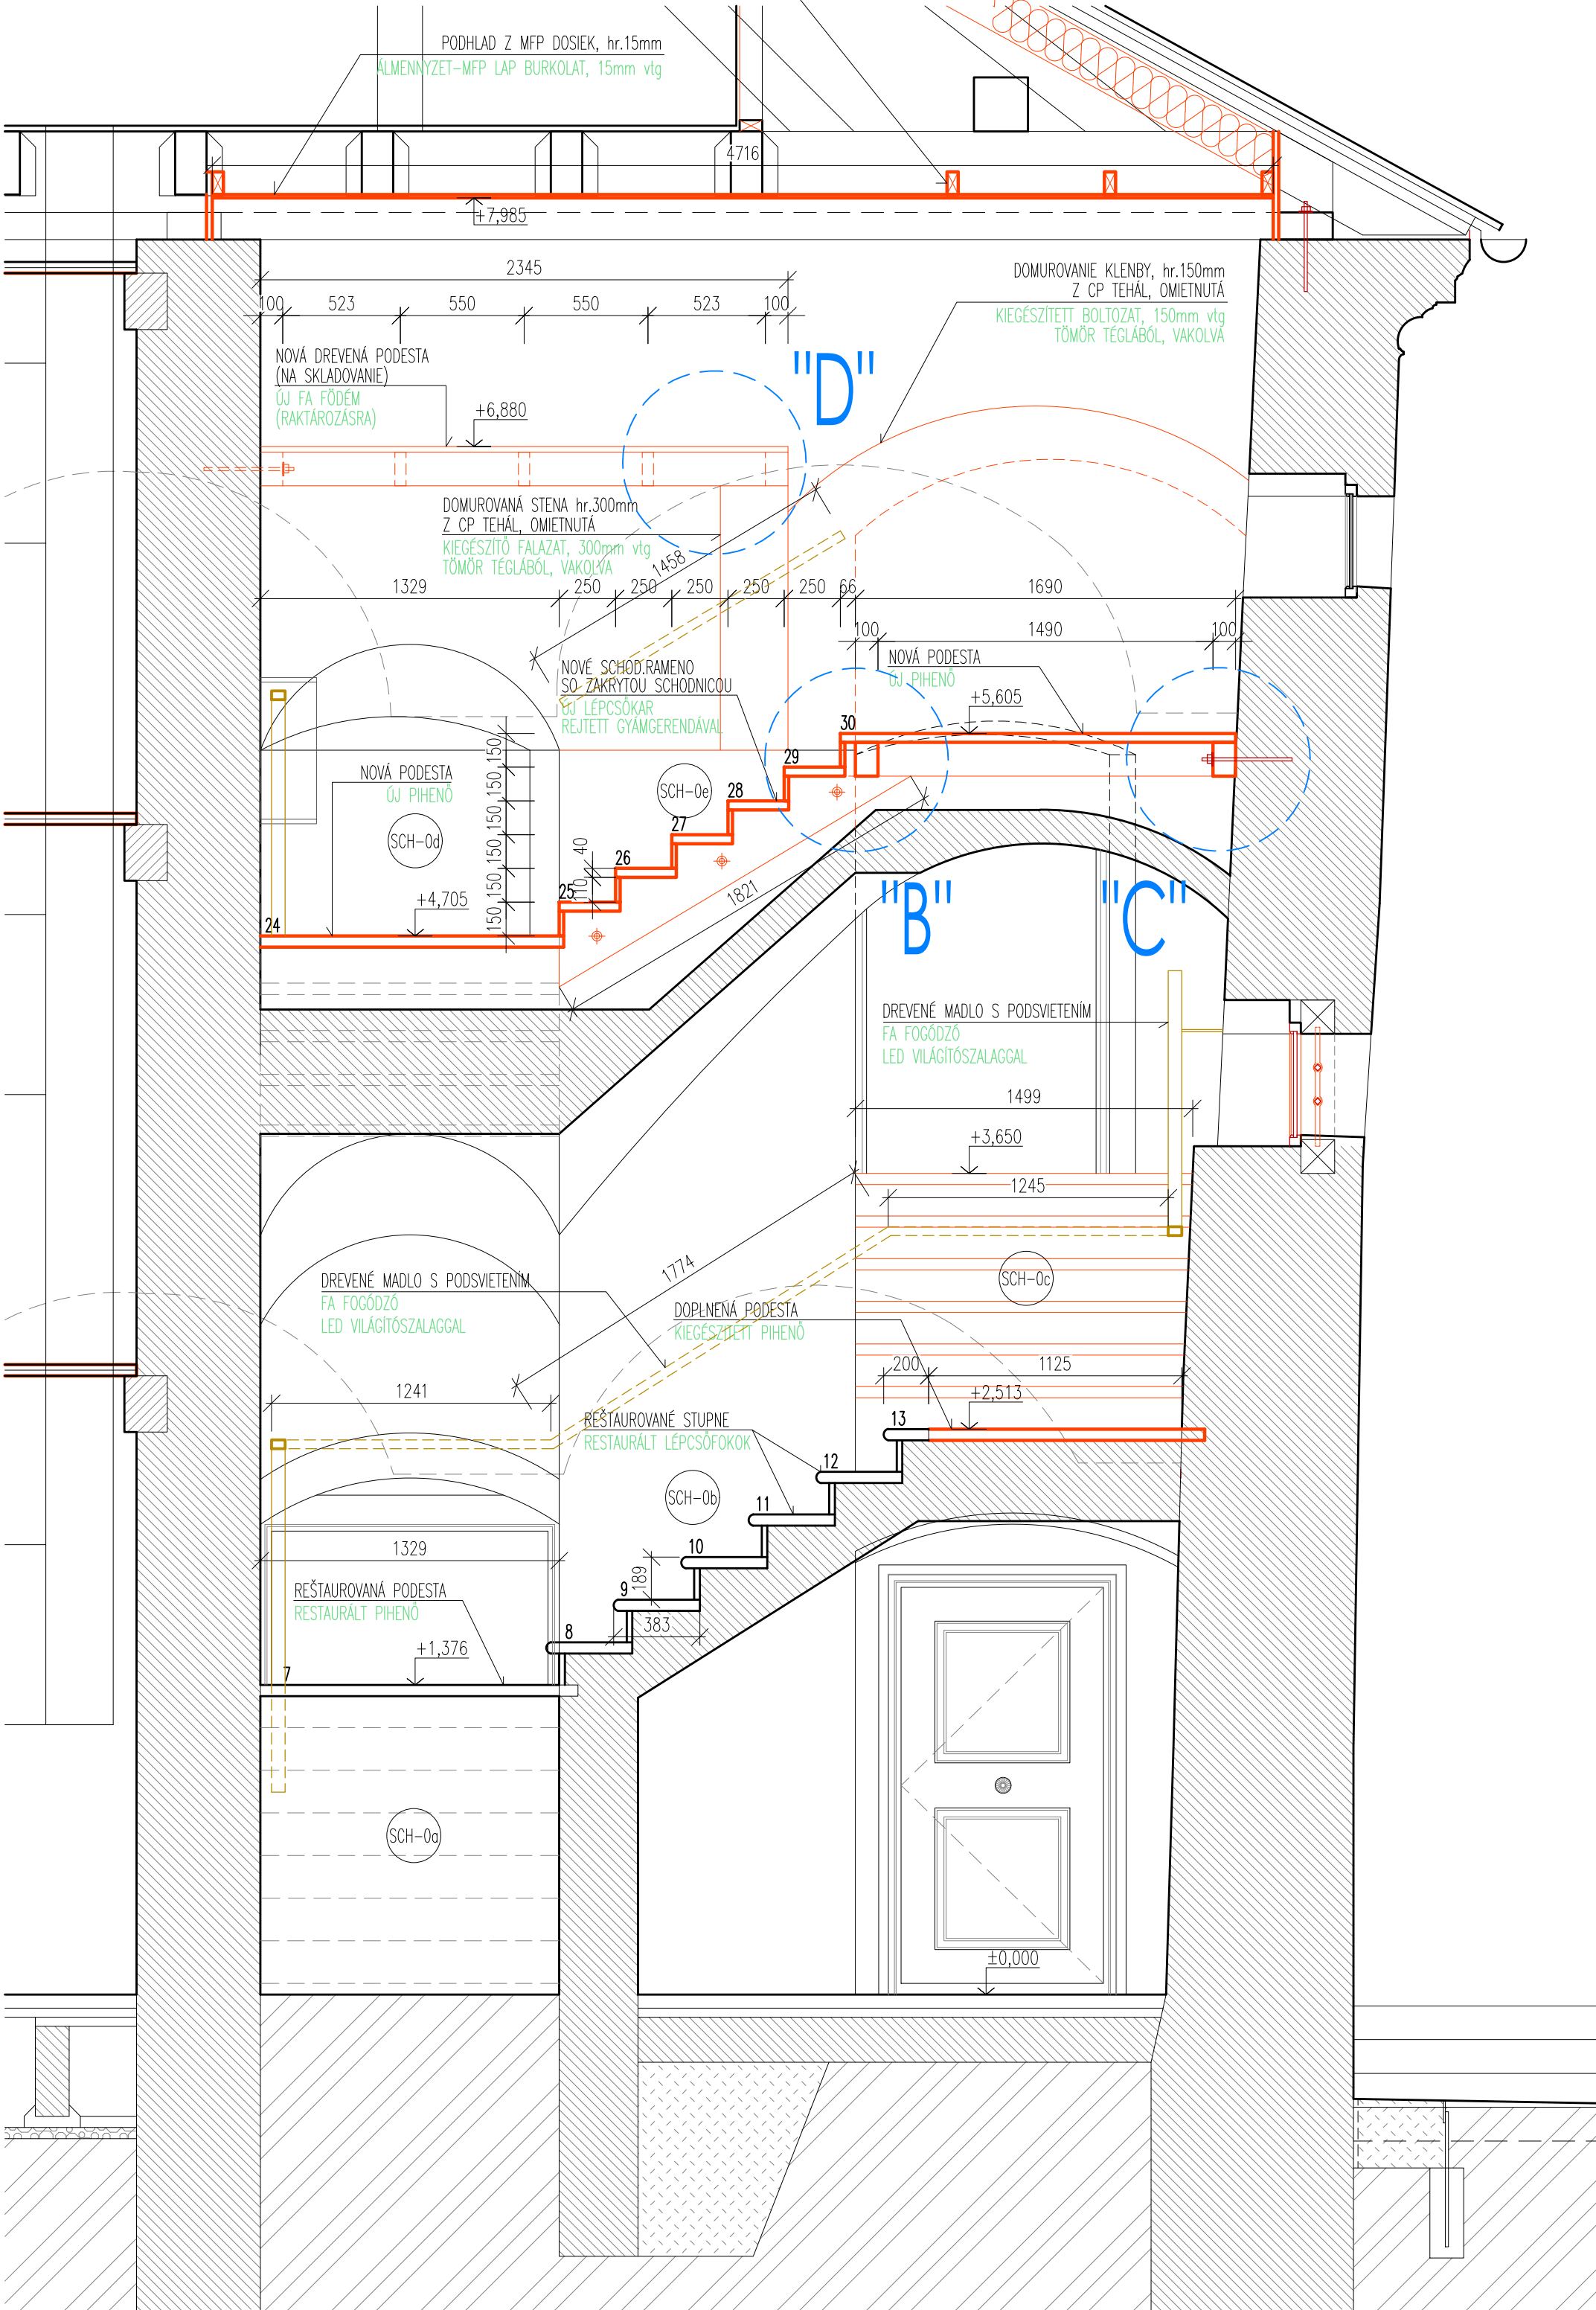 PODHLAD Z MFP DOSIEK, hr.15mm
ÁLMENNYZET-MFP LAP BURKOLAT, 15mm vtg
4716
+7,985
2345
100 523 550 550 523 100
DOMUROVANIE KLENBY, hr.150mm
Z CP TEHÁL, OMIETNUTÁ
KIEGÉSZÍTETT BOLTOZAT, 150mm vtg
TÖMÖR TÉGLÁBÓL, VAKOLVA
NOVÁ DREVENÁ PODESTA
(NA SKLADOVANIE)
ÚJ FA FÖDÉM
(RAKTÁROZÁSRA)
"D"
+6,880
DOMUROVANÁ STENA hr.300mm
Z CP TEHÁL, OMIETNUTÁ
KIEGÉSZÍTŐ FALAZAT, 300mm vtg
TÖMÖR TÉGLÁBÓL, VAKOLVA
1458
1329 250 250 250 250 250 66 1690
100 1490 100
NOVÉ SCHOD.RAMENO
SO ZAKRYTOU SCHODNICOU
ÚJ LÉPCSŐKAR
REJTETT GYÁMGERENDÁVAL
NOVÁ PODESTA
ÚJ PIHENŐ
+5,605
30
29
28
27
26
25
24
150 150 150 150 150 150
40
110
NOVÁ PODESTA
ÚJ PIHENŐ
SCH-0d
SCH-0e
+4,705
1821
"B"
"C"
DREVENÉ MADLO S PODSVIETENÍM
FA FOGÓDZÓ
LED VILÁGÍTÓSZALAGGAL
1499
+3,650
1245
1774
SCH-0c
DREVENÉ MADLO S PODSVIETENÍM
FA FOGÓDZÓ
LED VILÁGÍTÓSZALAGGAL
DOPLNENÁ PODESTA
KIEGÉSZÍTETT PIHENŐ
200 1125
1241
+2,513
REŠTAUROVANÉ STUPNE
RESTAURÁLT LÉPCSŐFOKOK
13
12
11
10
9
8
7
SCH-0b
1329
189
383
REŠTAUROVANÁ PODESTA
RESTAURÁLT PIHENŐ
+1,376
SCH-0a
±0,000